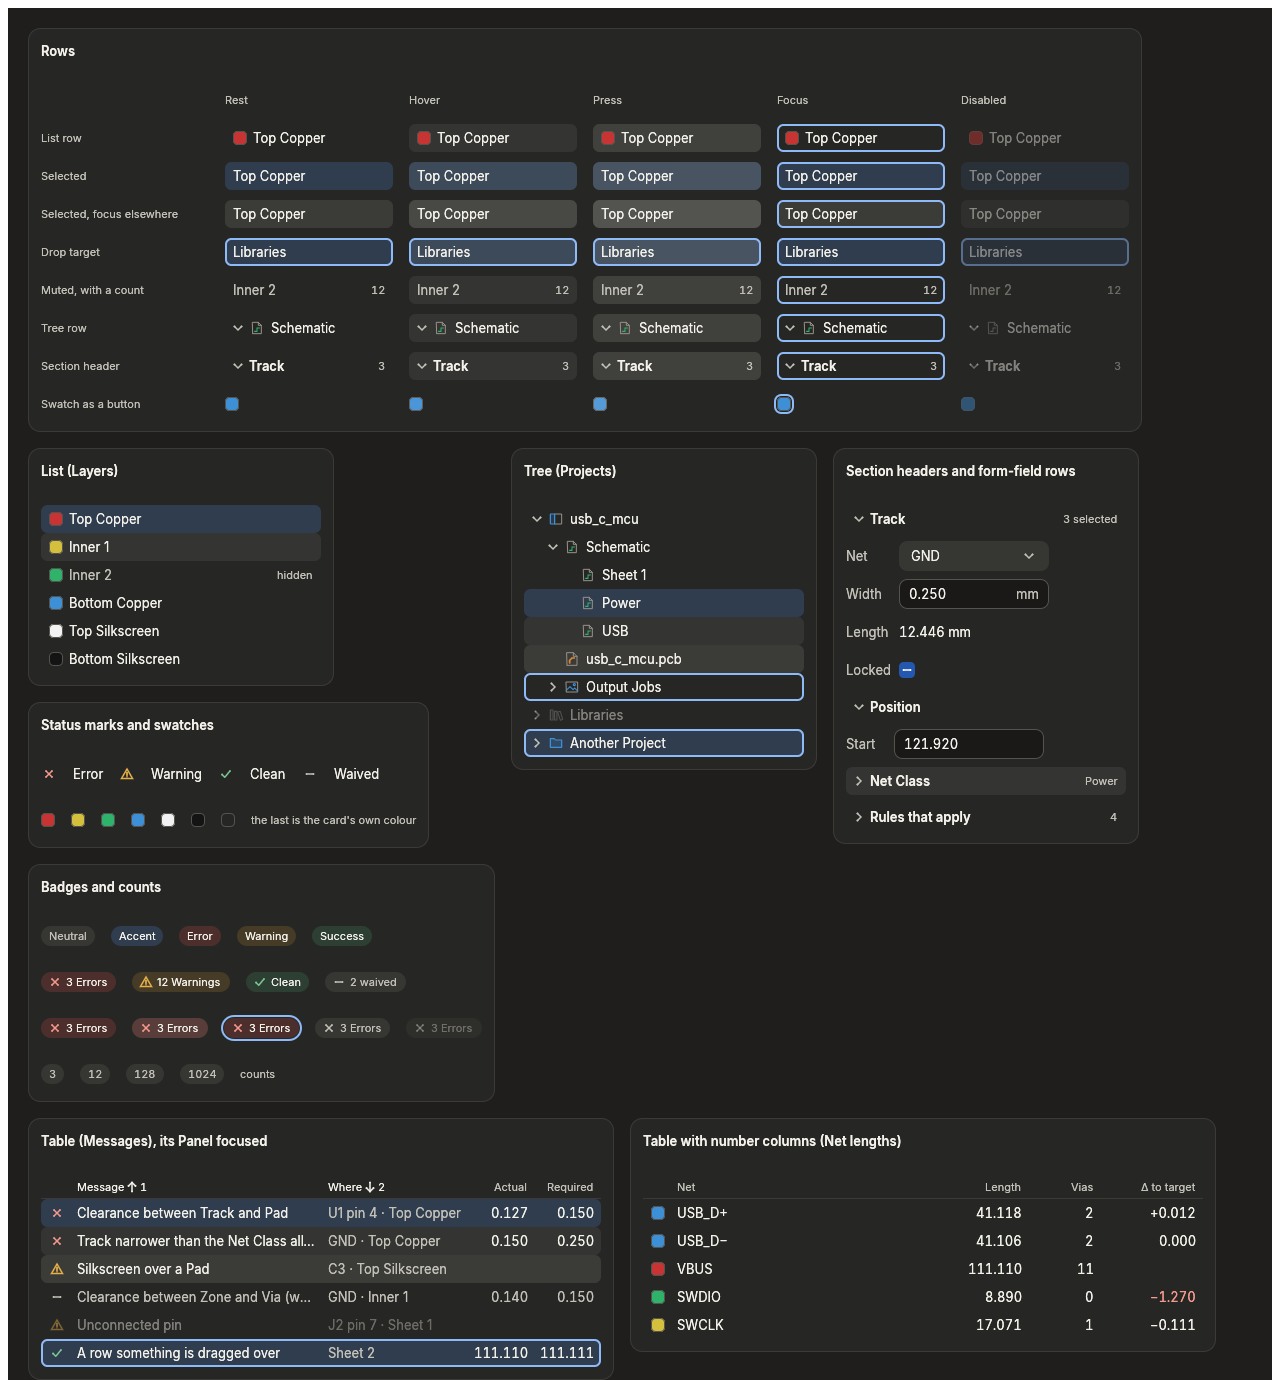 Rows
Rest Hover Press Focus Disabled
List row Top Copper Top Copper Top Copper Top Copper Top Copper
Selected Top Copper Top Copper Top Copper Top Copper Top Copper
Selected, focus elsewhere Top Copper Top Copper Top Copper Top Copper Top Copper
Drop target Libraries Libraries Libraries Libraries Libraries
Muted, with a count Inner 2 12 Inner 2 12 Inner 2 12 Inner 2 12 Inner 2 12
Tree row Schematic Schematic Schematic Schematic Schematic
Section header Track 3 Track 3 Track 3 Track 3 Track 3
Swatch as a button
List (Layers)
Top Copper
Inner 1
Inner 2 hidden
Bottom Copper
Top Silkscreen
Bottom Silkscreen
Tree (Projects)
usb_c_mcu
Schematic
Sheet 1
Power
USB
usb_c_mcu.pcb
Output Jobs
Libraries
Another Project
Section headers and form-field rows
Track 3 selected
Net GND
Width 0.250 mm
Length 12.446 mm
Locked
Position
Start 121.920
Net Class Power
Rules that apply 4
Status marks and swatches
Error Warning Clean Waived
the last is the card's own colour
Badges and counts
Neutral Accent Error Warning Success
3 Errors 12 Warnings Clean 2 waived
3 Errors 3 Errors 3 Errors 3 Errors 3 Errors
3 12 128 1024 counts
Table (Messages), its Panel focused
Message ↑ 1 Where ↓ 2 Actual Required
Clearance between Track and Pad U1 pin 4 · Top Copper 0.127 0.150
Track narrower than the Net Class all... GND · Top Copper 0.150 0.250
Silkscreen over a Pad C3 · Top Silkscreen
Clearance between Zone and Via (w... GND · Inner 1 0.140 0.150
Unconnected pin J2 pin 7 · Sheet 1
A row something is dragged over Sheet 2 111.110 111.111
Table with number columns (Net lengths)
Net Length Vias Δ to target
USB_D+ 41.118 2 +0.012
USB_D− 41.106 2 0.000
VBUS 111.110 11
SWDIO 8.890 0 −1.270
SWCLK 17.071 1 −0.111